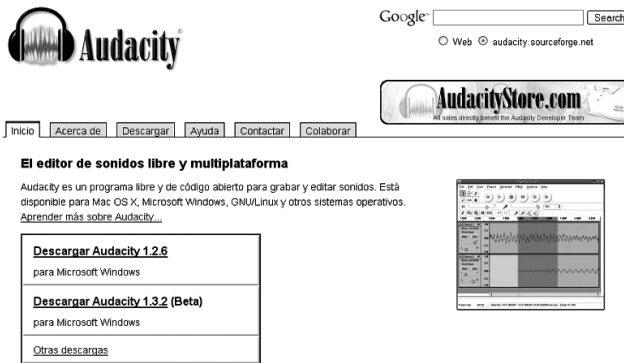 Audacity
Google
Search
Web
audacity.sourceforge.net
AudacityStore.com
All sales directly benefit the Audacity Developer Team
Inicio
Acerca de
Descargar
Ayuda
Contactar
Colaborar
El editor de sonidos libre y multiplataforma
Audacity es un programa libre y de código abierto para grabar y editar sonidos. Está
disponible para Mac OS X, Microsoft Windows, GNU/Linux y otros sistemas operativos.
Aprender más sobre Audacity...
Descargar Audacity 1.2.6
para Microsoft Windows
Descargar Audacity 1.3.2 (Beta)
para Microsoft Windows
Otras descargas